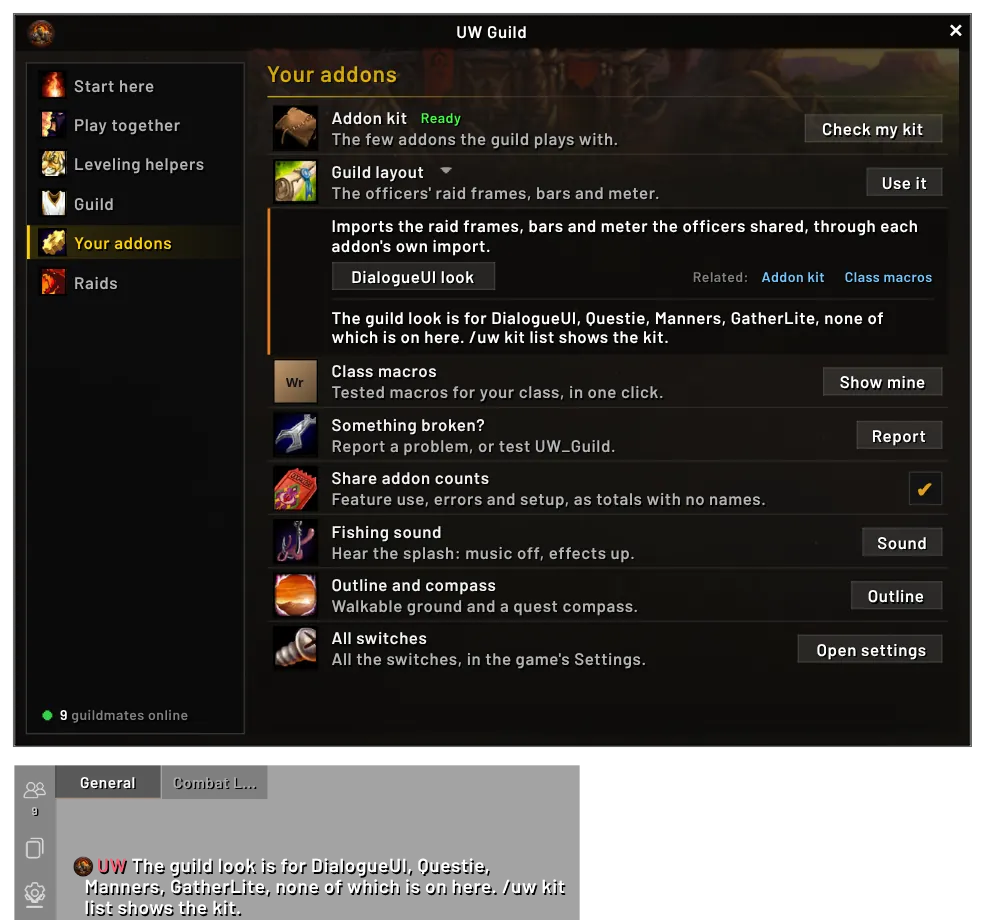 UW Guild
Start here
Play together
Leveling helpers
Guild
Your addons
Raids
9 guildmates online
Your addons
Addon kit Ready
The few addons the guild plays with.
Check my kit
Guild layout
The officers' raid frames, bars and meter.
Use it
Imports the raid frames, bars and meter the officers shared, through each
addon's own import.
DialogueUI look
Related: Addon kit Class macros
The guild look is for DialogueUI, Questie, Manners, GatherLite, none of
which is on here. /uw kit list shows the kit.
Wr
Class macros
Tested macros for your class, in one click.
Show mine
Something broken?
Report a problem, or test UW_Guild.
Report
Share addon counts
Feature use, errors and setup, as totals with no names.
Fishing sound
Hear the splash: music off, effects up.
Sound
Outline and compass
Walkable ground and a quest compass.
Outline
All switches
All the switches, in the game's Settings.
Open settings
9
General
Combat L...
UW The guild look is for DialogueUI, Questie,
Manners, GatherLite, none of which is on here. /uw kit
list shows the kit.